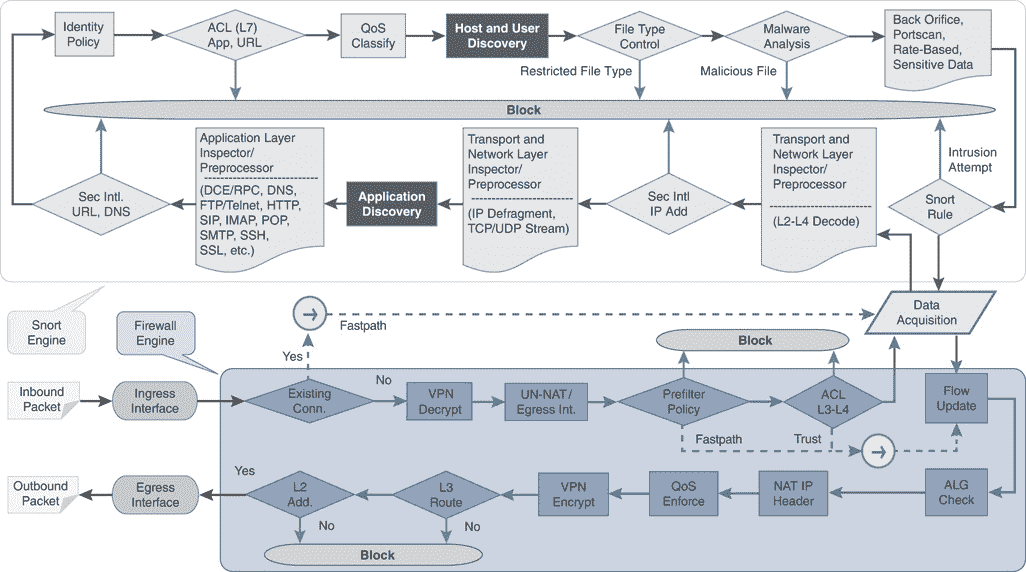 Identity
Policy
ACL (L7)
App, URL
QoS
Classify
Host and User
Discovery
File Type
Control
Malware
Analysis
Back Orifice,
Portscan,
Rate-Based,
Sensitive Data
Restricted File Type
Malicious File
Block
Sec Intl.
URL, DNS
Application Layer
Inspector/
Preprocessor
(DCE/RPC, DNS,
FTP/Telnet, HTTP,
SIP, IMAP, POP,
SMTP, SSH,
SSL, etc.)
Application
Discovery
Transport and
Network Layer
Inspector/
Preprocessor
(IP Defragment,
TCP/UDP Stream)
Sec Intl
IP Add
Transport and
Network Layer
Inspector/
Preprocessor
(L2-L4 Decode)
Intrusion
Attempt
Snort
Rule
Snort
Engine
Firewall
Engine
Fastpath
Data
Acquisition
Yes
Block
Inbound
Packet
Ingress
Interface
Existing
Conn.
No
VPN
Decrypt
UN-NAT/
Egress Int.
Prefilter
Policy
ACL
L3-L4
Flow
Update
Fastpath
Trust
Outbound
Packet
Egress
Interface
Yes
L2
Add.
L3
Route
VPN
Encrypt
QoS
Enforce
NAT IP
Header
ALG
Check
No
No
Block